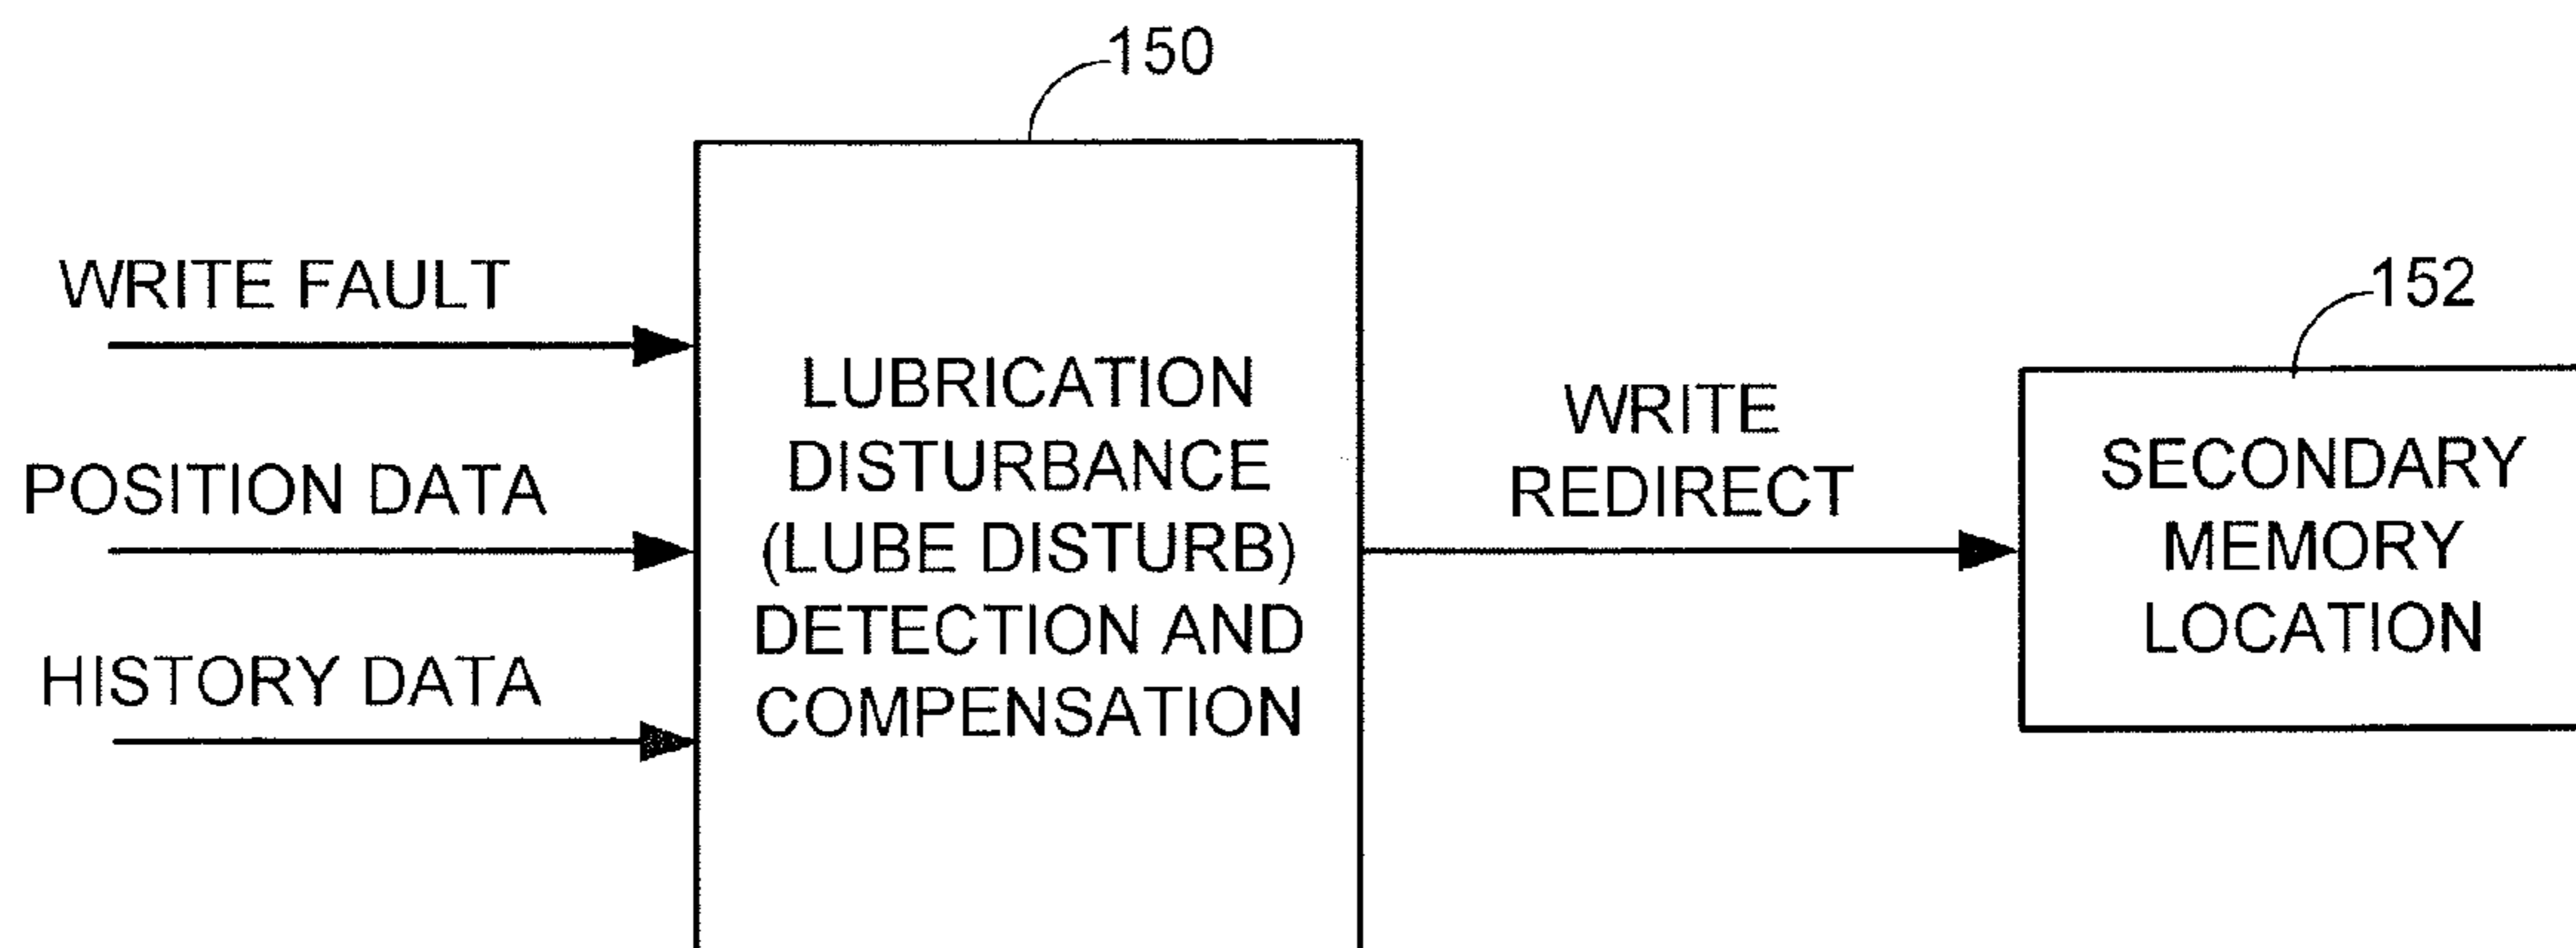 150
WRITE FAULT
POSITION DATA
HISTORY DATA
LUBRICATION
DISTURBANCE
(LUBE DISTURB)
DETECTION AND
COMPENSATION
WRITE
REDIRECT
152
SECONDARY
MEMORY
LOCATION